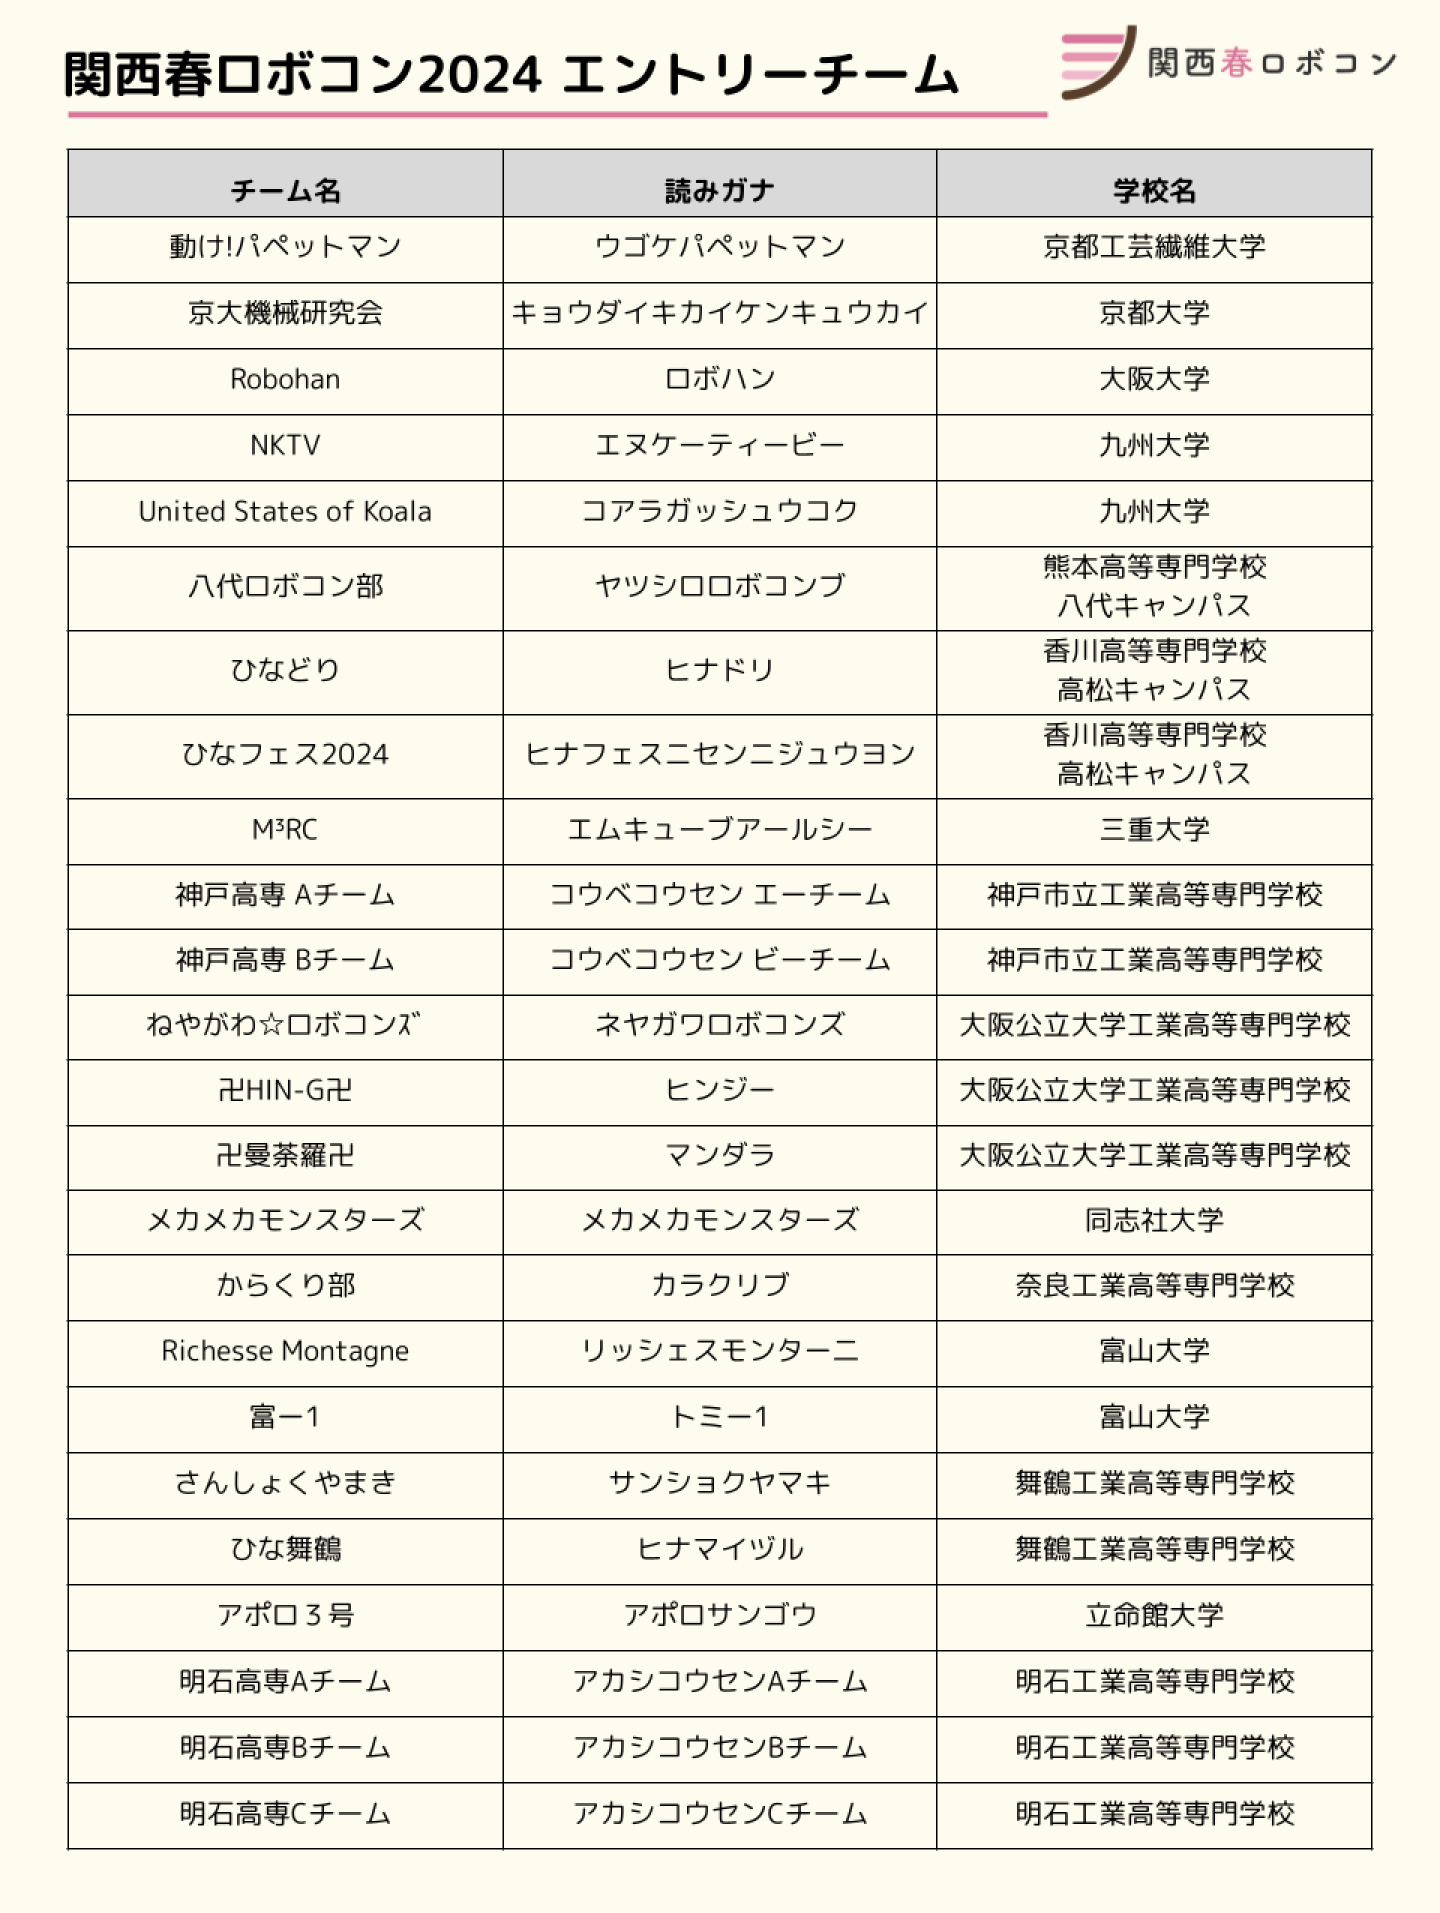 関西春ロボコン2024 エントリーチーム
関西春ロボコン
チーム名 読みガナ 学校名
動け!パペットマン ウゴケパペットマン 京都工芸繊維大学
京大機械研究会 キョウダイキカイケンキュウカイ 京都大学
Robohan ロボハン 大阪大学
NKTV エヌケーティービー 九州大学
United States of Koala コアラガッシュウコク 九州大学
八代ロボコン部 ヤツシロロボコンブ 熊本高等専門学校
八代キャンパス
ひなどり ヒナドリ 香川高等専門学校
高松キャンパス
ひなフェス2024 ヒナフェスニセンニジュウヨン 香川高等専門学校
高松キャンパス
M³RC エムキューブアールシー 三重大学
神戸高専 Aチーム コウベコウセン エーチーム 神戸市立工業高等専門学校
神戸高専 Bチーム コウベコウセン ビーチーム 神戸市立工業高等専門学校
ねやがわ☆ロボコンズ ネヤガワロボコンズ 大阪公立大学工業高等専門学校
卍HIN-G卍 ヒンジー 大阪公立大学工業高等専門学校
卍曼荼羅卍 マンダラ 大阪公立大学工業高等専門学校
メカメカモンスターズ メカメカモンスターズ 同志社大学
からくり部 カラクリブ 奈良工業高等専門学校
Richesse Montagne リッシェスモンターニ 富山大学
富ー1 トミー1 富山大学
さんしょくやまき サンショクヤマキ 舞鶴工業高等専門学校
ひな舞鶴 ヒナマイヅル 舞鶴工業高等専門学校
アポロ３号 アポロサンゴウ 立命館大学
明石高専Aチーム アカシコウセンAチーム 明石工業高等専門学校
明石高専Bチーム アカシコウセンBチーム 明石工業高等専門学校
明石高専Cチーム アカシコウセンCチーム 明石工業高等専門学校